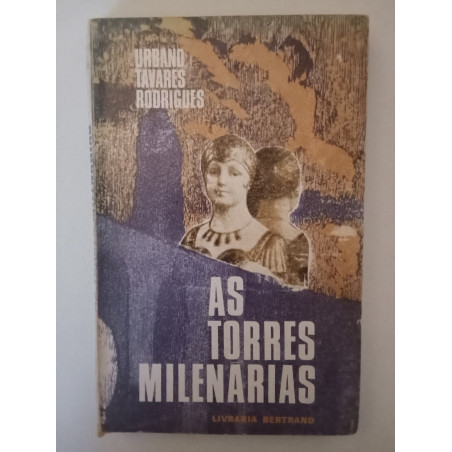 URBANO
TAVARES
RODRIGUES
AS
TORRES
MILENARIAS
LIVRARIA BERTRAND